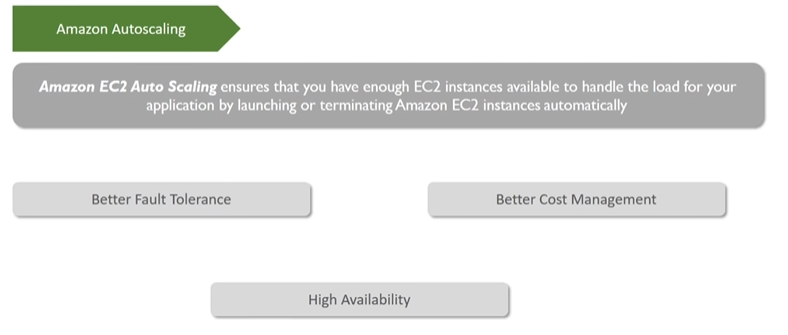 Amazon Autoscaling
Amazon EC2 Auto Scaling ensures that you have enough EC2 instances available to handle the load for your
application by launching or terminating Amazon EC2 instances automatically
Better Fault Tolerance
Better Cost Management
High Availability